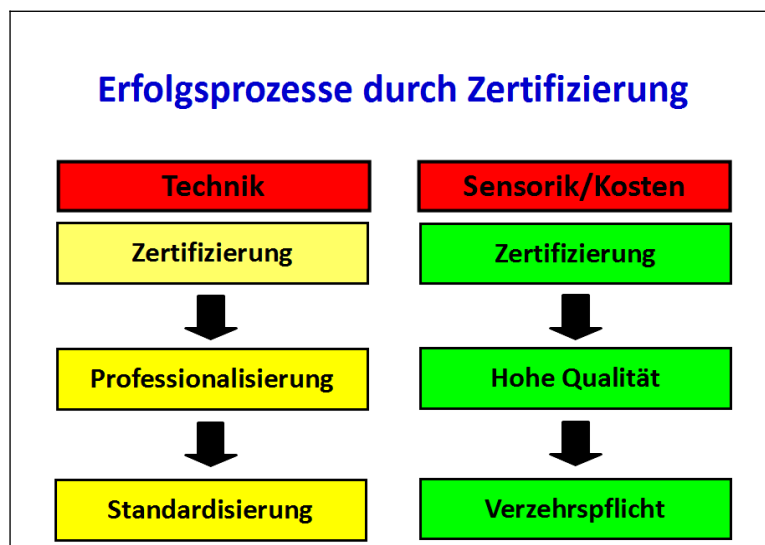 Erfolgsprozesse durch Zertifizierung
Technik
Zertifizierung
Professionalisierung
Standardisierung
Sensorik/Kosten
Zertifizierung
Hohe Qualität
Verzehrspflicht